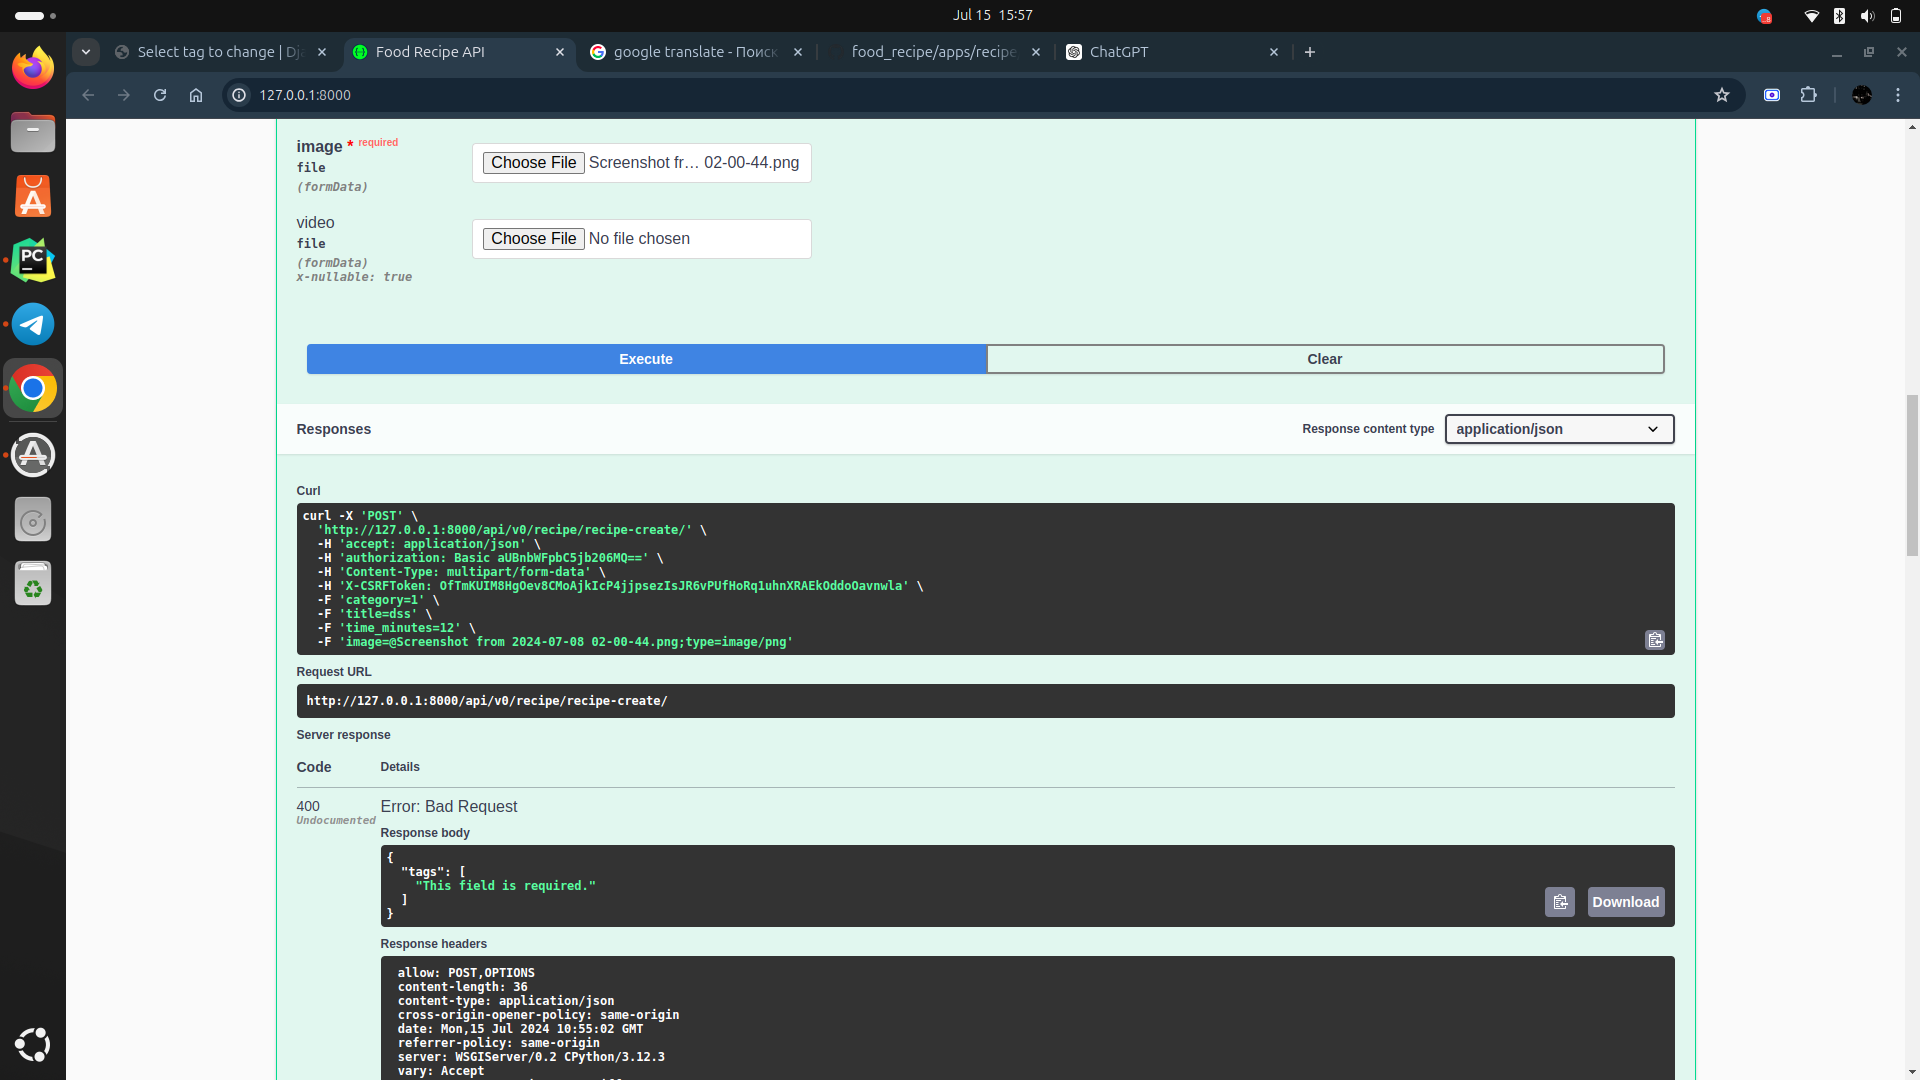 Jul 15 15:57
Select tag to change | Dj
Food Recipe API
google translate - Поиск
food_recipe/apps/recipe
ChatGPT
127.0.0.1:8000
image * required
file
(formData)
Choose File Screenshot fr… 02-00-44.png
video
file
(formData)
x-nullable: true
Choose File No file chosen
Execute
Clear
Responses
Response content type
application/json
Curl
curl -X 'POST' \
'http://127.0.0.1:8000/api/v0/recipe/recipe-create/' \
-H 'accept: application/json' \
-H 'authorization: Basic aUBnbWFpbC5jb206MQ==' \
-H 'Content-Type: multipart/form-data' \
-H 'X-CSRFToken: OfTmKUIM8HgOev8CMoAjkIcP4jjpsezIsJR6vPUfHoRq1uhnXRAEkOddoOavnwla' \
-F 'category=1' \
-F 'title=dss' \
-F 'time_minutes=12' \
-F 'image=@Screenshot from 2024-07-08 02-00-44.png;type=image/png'
Request URL
http://127.0.0.1:8000/api/v0/recipe/recipe-create/
Server response
Code
Details
400
Undocumented
Error: Bad Request
Response body
{
"tags": [
"This field is required."
]
}
Download
Response headers
allow: POST,OPTIONS
content-length: 36
content-type: application/json
cross-origin-opener-policy: same-origin
date: Mon,15 Jul 2024 10:55:02 GMT
referrer-policy: same-origin
server: WSGIServer/0.2 CPython/3.12.3
vary: Accept